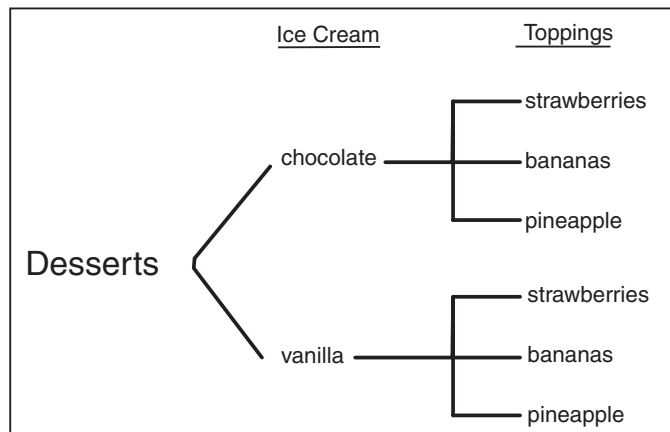 Ice Cream Toppings
strawberries
chocolate bananas
pineapple
Desserts
strawberries
vanilla bananas
pineapple